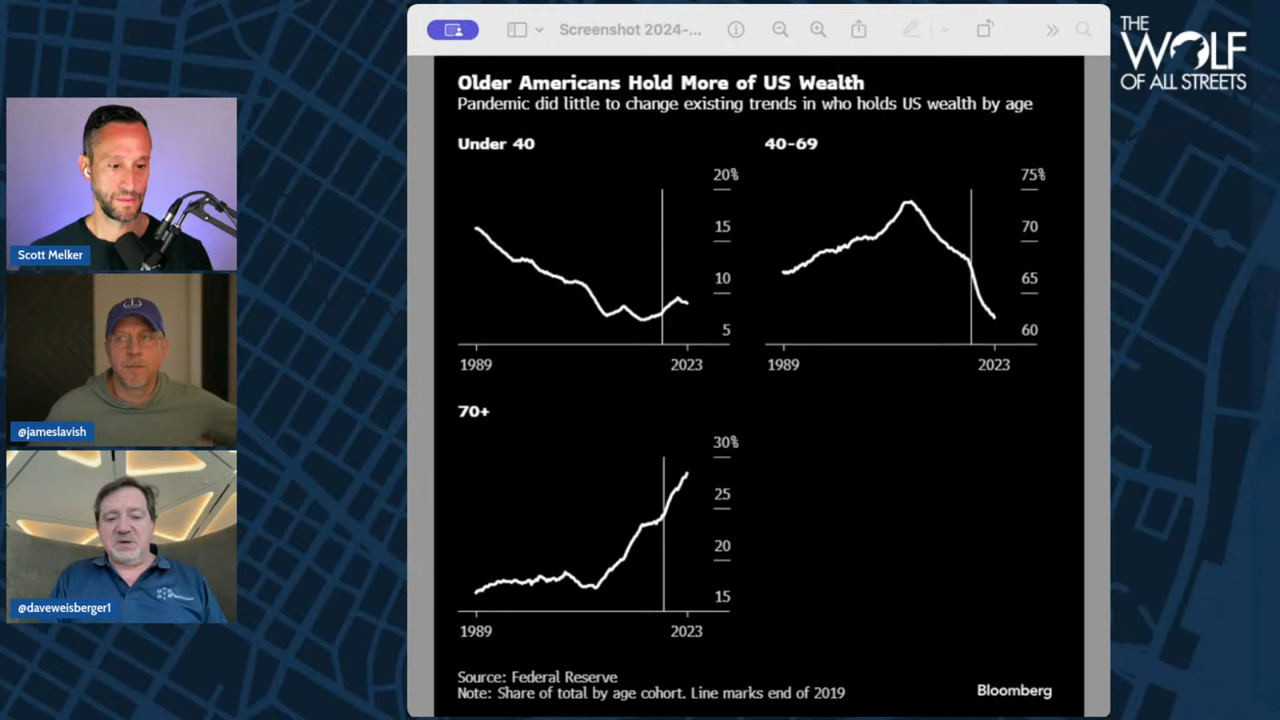 Screenshot 2024-...
THE
WOLF
OF ALL STREETS
Older Americans Hold More of US Wealth
Pandemic did little to change existing trends in who holds US wealth by age
Under 40
20%
15
10
5
1989
2023
40-69
75%
70
65
60
1989
2023
70+
30%
25
20
15
1989
2023
Source: Federal Reserve
Note: Share of total by age cohort. Line marks end of 2019
Bloomberg
Scott Melker
@jameslavish
@daveweisberger1